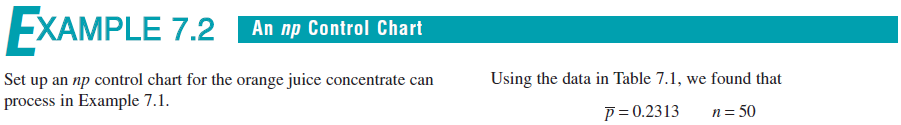 EXAMPLE 7.2 An np Control Chart
Set up an np control chart for the orange juice concentrate can
process in Example 7.1.
Using the data in Table 7.1, we found that
p̅ = 0.2313 n = 50